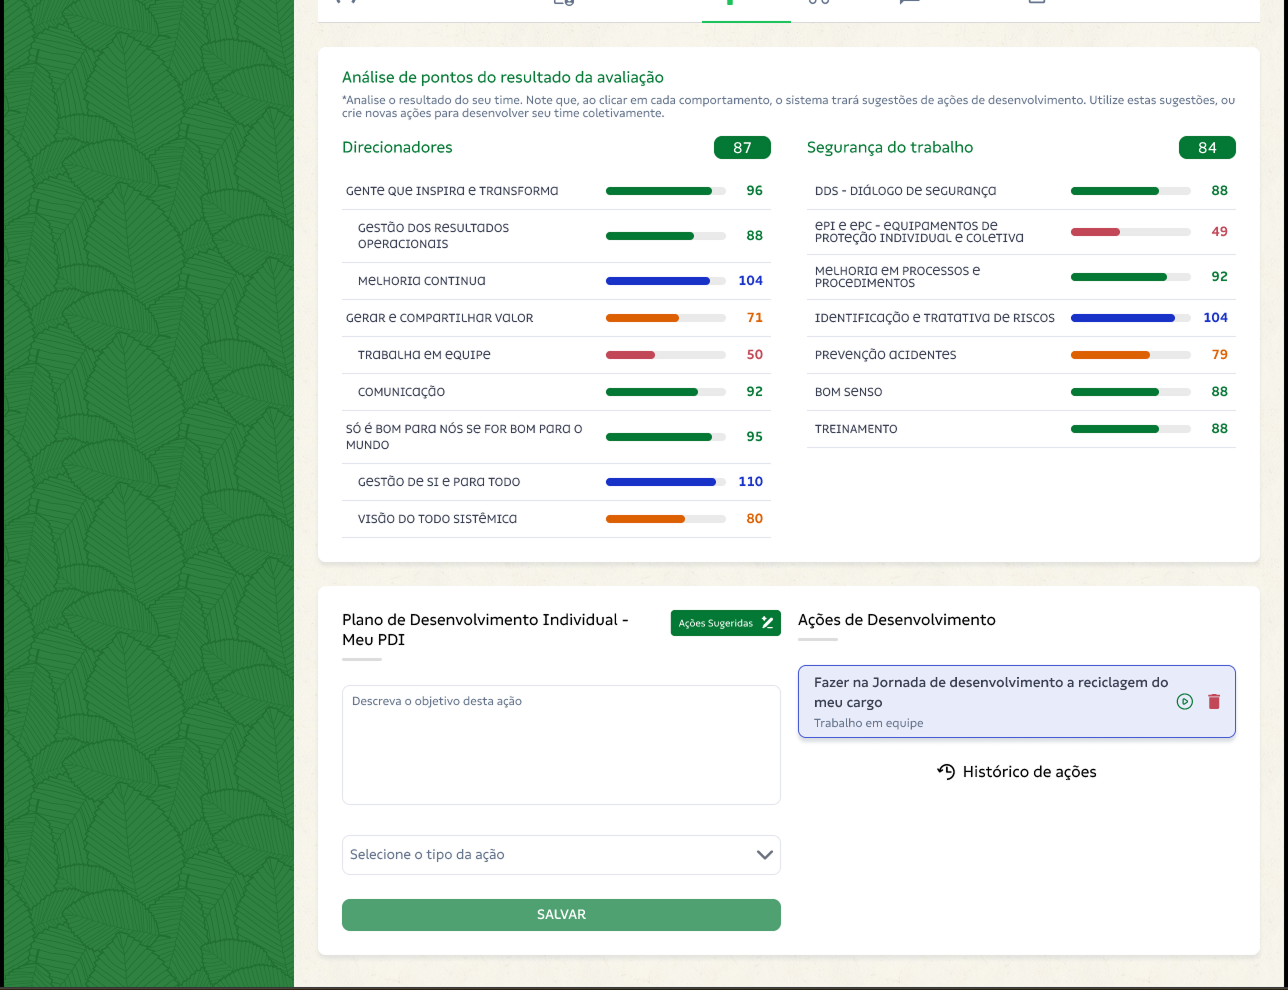 Análise de pontos do resultado da avaliação
*Analise o resultado do seu time. Note que, ao clicar em cada comportamento, o sistema trará sugestões de ações de desenvolvimento. Utilize estas sugestões, ou
crie novas ações para desenvolver seu time coletivamente.
Direcionadores 87
GENTE QUE INSPIRA E TRANSFORMA 96
GESTÃO DOS RESULTADOS
OPERACIONAIS 88
MELHORIA CONTINUA 104
GERAR E COMPARTILHAR VALOR 71
TRABALHA EM EQUIPE 50
COMUNICAÇÃO 92
SÓ É BOM PARA NÓS SE FOR BOM PARA O
MUNDO 95
GESTÃO DE SI E PARA TODO 110
VISÃO DO TODO SISTÊMICA 80
Segurança do trabalho 84
DDS - DIÁLOGO DE SEGURANÇA 88
EPI E EPC - EQUIPAMENTOS DE
PROTEÇÃO INDIVIDUAL E COLETIVA 49
MELHORIA EM PROCESSOS E
PROCEDIMENTOS 92
IDENTIFICAÇÃO E TRATATIVA DE RISCOS 104
PREVENÇÃO ACIDENTES 79
BOM SENSO 88
TREINAMENTO 88
Plano de Desenvolvimento Individual -
Meu PDI
Ações Sugeridas
Descreva o objetivo desta ação
Selecione o tipo da ação
SALVAR
Ações de Desenvolvimento
Fazer na Jornada de desenvolvimento a reciclagem do
meu cargo
Trabalho em equipe
Histórico de ações